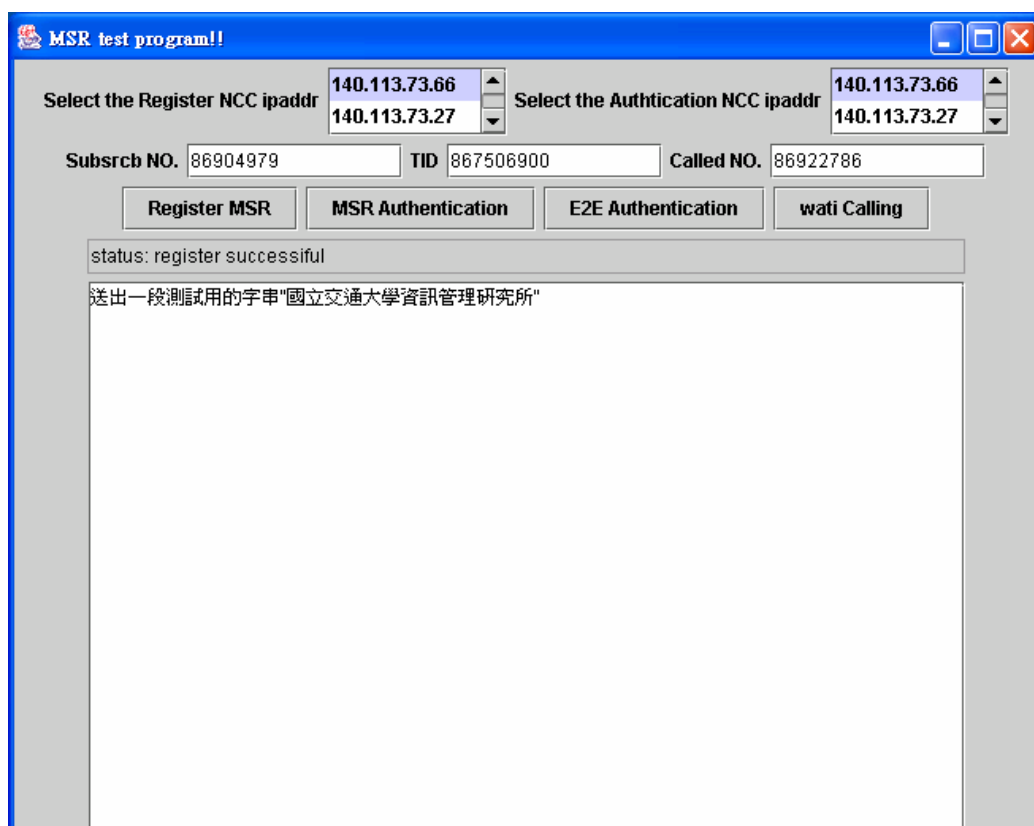 MSR test program!!
Select the Register NCC ipaddr 140.113.73.66 140.113.73.27 Select the Authtication NCC ipaddr 140.113.73.66 140.113.73.27
Subsrcb NO. 86904979 TID 867506900 Called NO. 86922786
Register MSR MSR Authentication E2E Authentication wati Calling
status: register successiful
送出一段測試用的字串"國立交通大學資訊管理研究所"